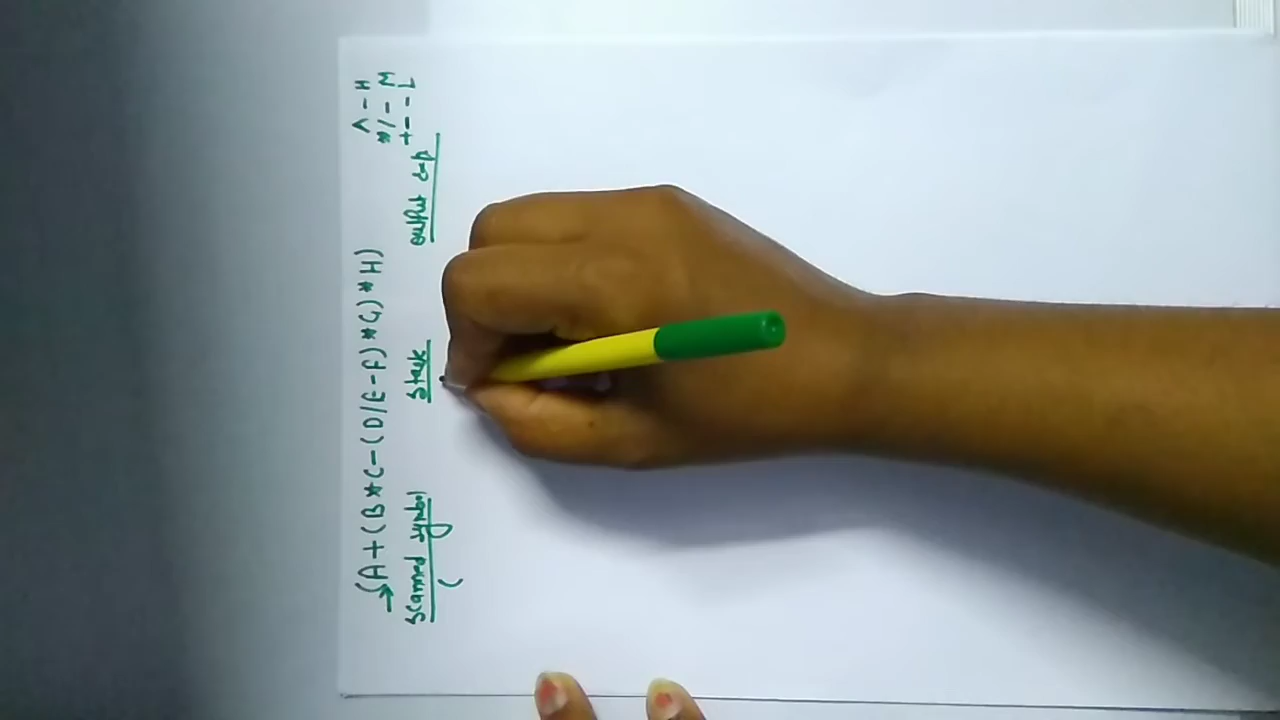 H - ^
M - / *
L - - +
(A+(B*C-(D/E-F)*G)*H)
Scanned symbol stack output exp
(